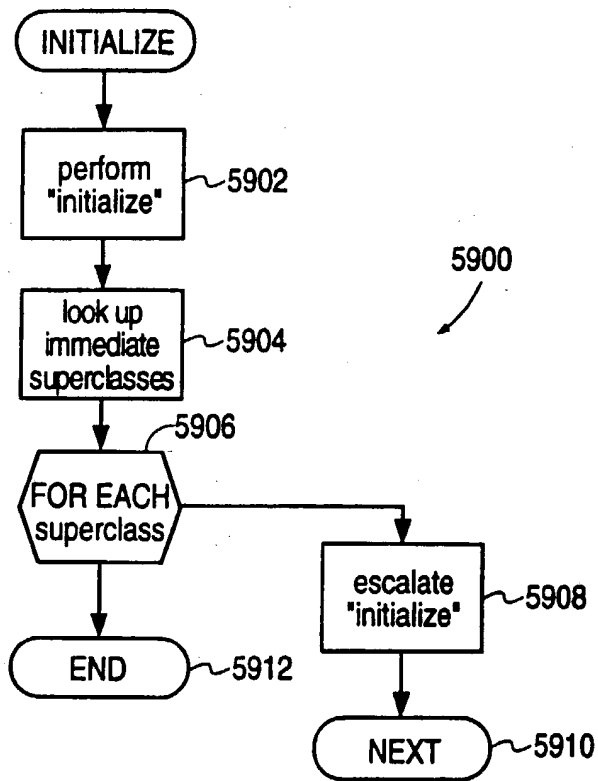 INITIALIZE
perform
"initialize"
5902
5900
look up
immediate
superclasses
5904
5906
FOR EACH
superclass
escalate
"initialize"
5908
END
5912
NEXT
5910